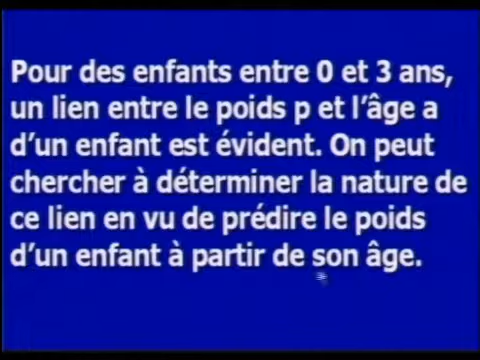 Pour des enfants entre 0 et 3 ans,
un lien entre le poids p et l'âge a
d'un enfant est évident. On peut
chercher à déterminer la nature de
ce lien en vu de prédire le poids
d'un enfant à partir de son âge.